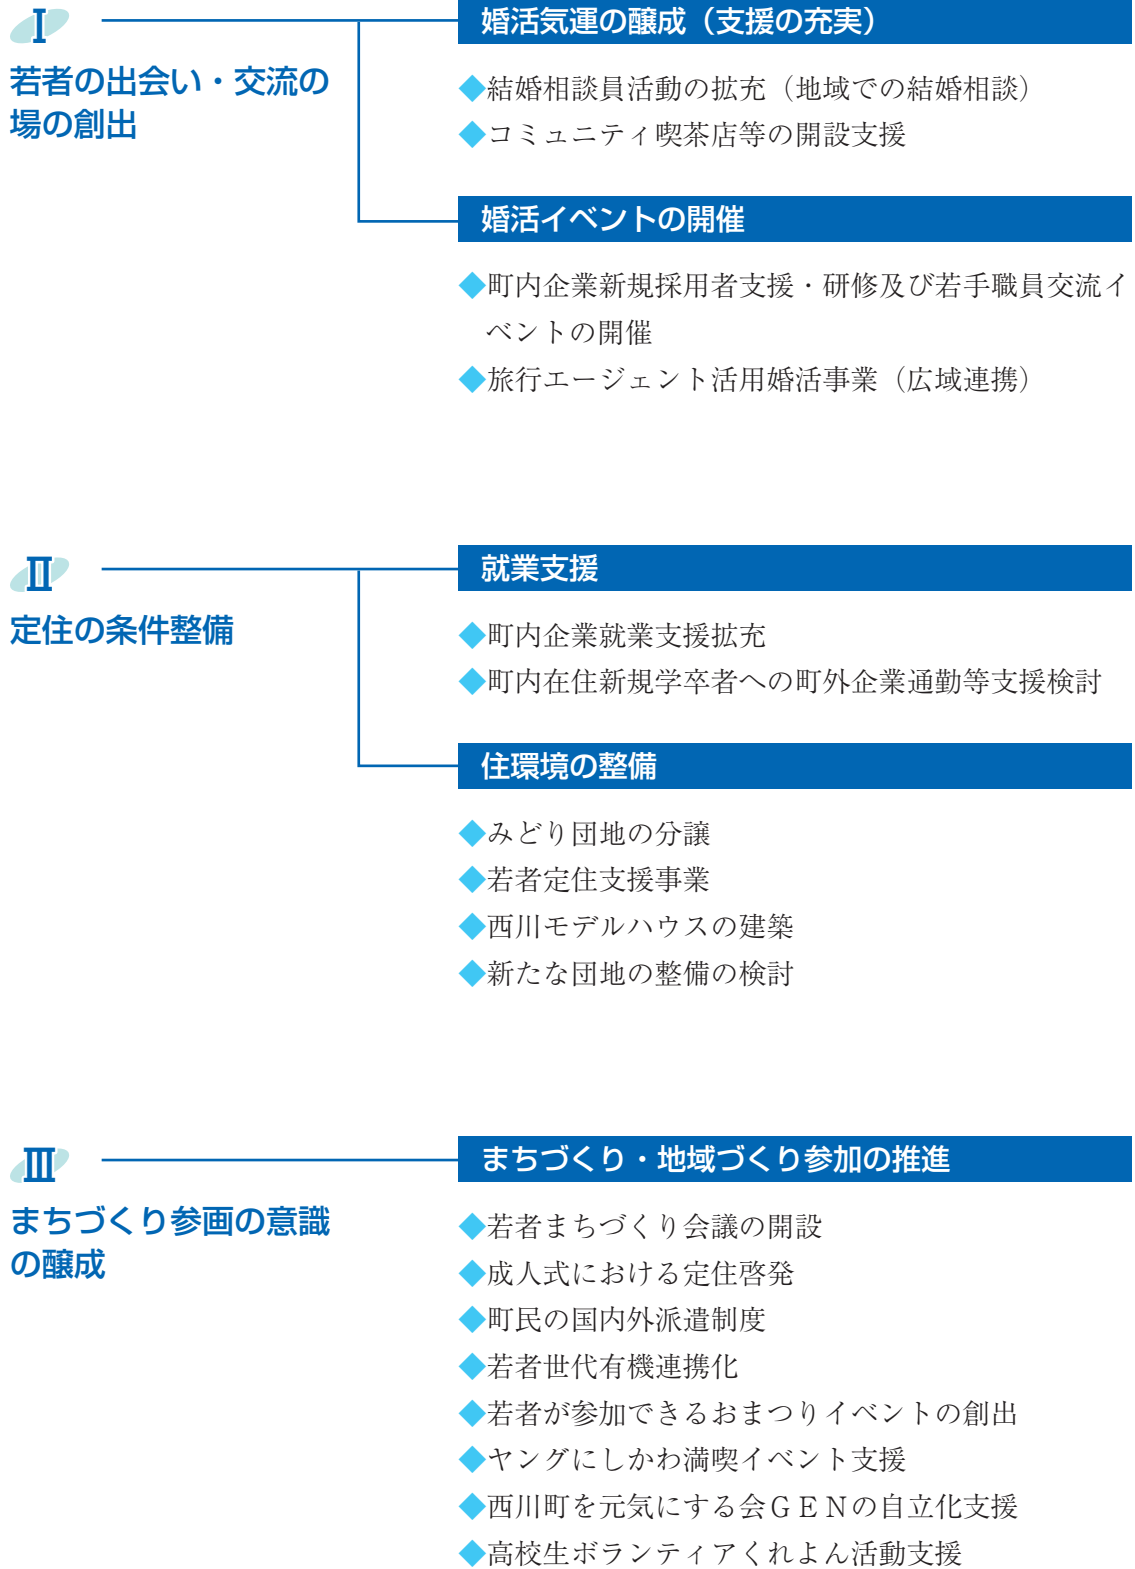 Ⅰ
若者の出会い・交流の
場の創出
婚活気運の醸成（支援の充実）
◆結婚相談員活動の拡充（地域での結婚相談）
◆コミュニティ喫茶店等の開設支援
婚活イベントの開催
◆町内企業新規採用者支援・研修及び若手職員交流イ
ベントの開催
◆旅行エージェント活用婚活事業（広域連携）
Ⅱ
定住の条件整備
就業支援
◆町内企業就業支援拡充
◆町内在住新規学卒者への町外企業通勤等支援検討
住環境の整備
◆みどり団地の分譲
◆若者定住支援事業
◆西川モデルハウスの建築
◆新たな団地の整備の検討
Ⅲ
まちづくり参画の意識
の醸成
まちづくり・地域づくり参加の推進
◆若者まちづくり会議の開設
◆成人式における定住啓発
◆町民の国内外派遣制度
◆若者世代有機連携化
◆若者が参加できるおまつりイベントの創出
◆ヤングにしかわ満喫イベント支援
◆西川町を元気にする会ＧＥＮの自立化支援
◆高校生ボランティアくれよん活動支援